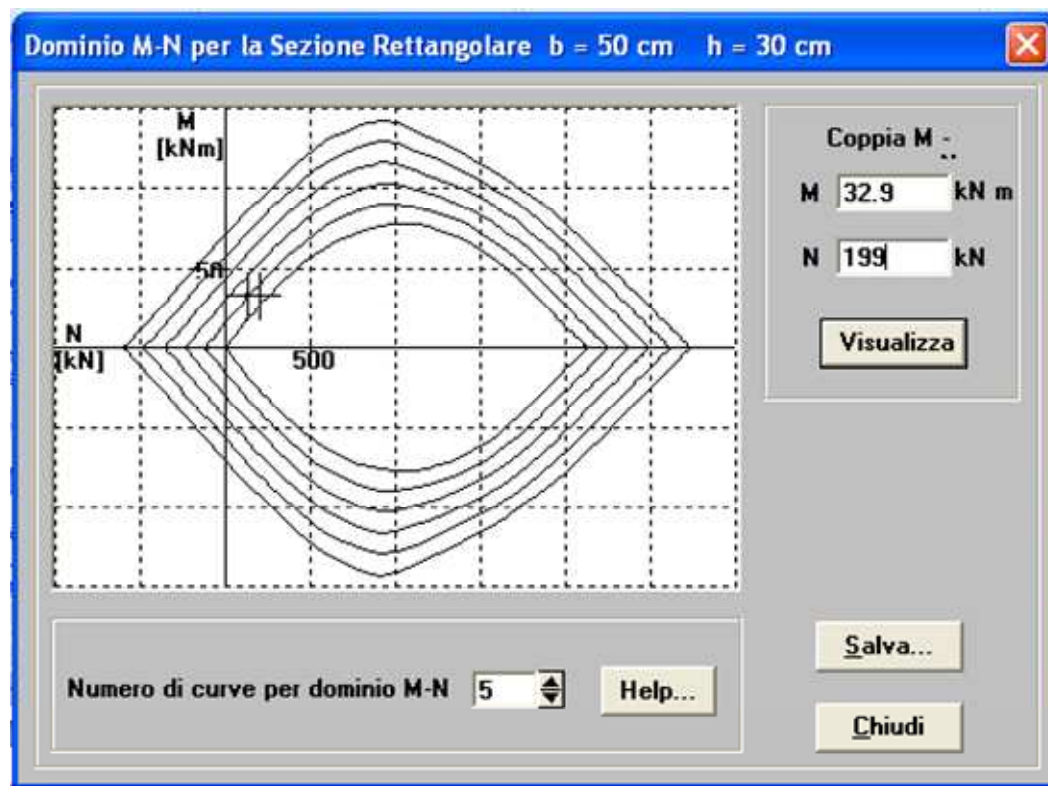 Dominio M-N per la Sezione Rettangolare b = 50 cm h = 30 cm
M
[kNm]
50
N
[kN]
500
Coppia M -
M 32.9 kN m
N 199 kN
Visualizza
Numero di curve per dominio M-N 5 Help...
Salva...
Chiudi